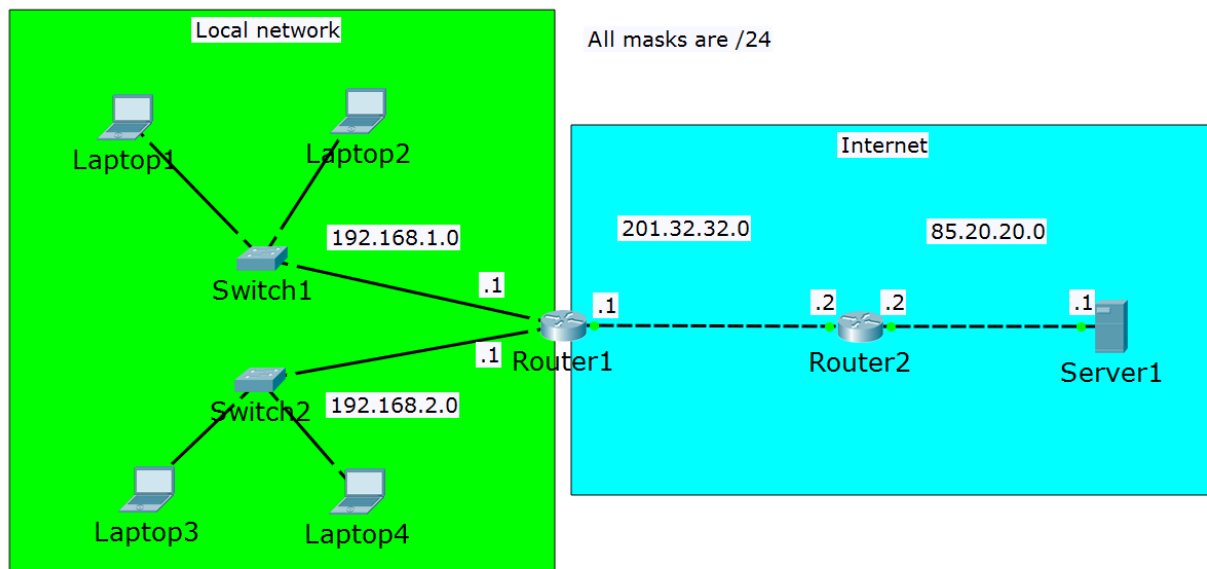 Local network
All masks are /24
Laptop1
Laptop2
Internet
192.168.1.0
201.32.32.0
85.20.20.0
Switch1
.1
.1
.2
.2
.1
Router1
Router2
Server1
.1
Switch2
192.168.2.0
Laptop3
Laptop4